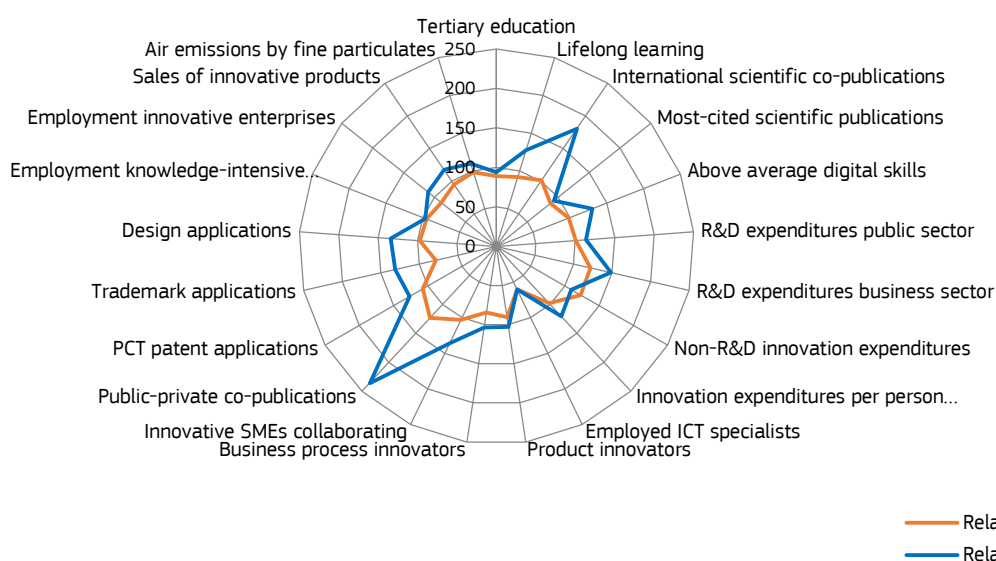 Tertiary education
Lifelong learning
International scientific co-publications
Most-cited scientific publications
Above average digital skills
R&D expenditures public sector
R&D expenditures business sector
Non-R&D innovation expenditures
Innovation expenditures per person...
Employed ICT specialists
Product innovators
Business process innovators
Innovative SMEs collaborating
Public-private co-publications
PCT patent applications
Trademark applications
Design applications
Employment knowledge-intensive...
Employment innovative enterprises
Sales of innovative products
Air emissions by fine particulates
250
200
150
100
50
0
Rela
Rela